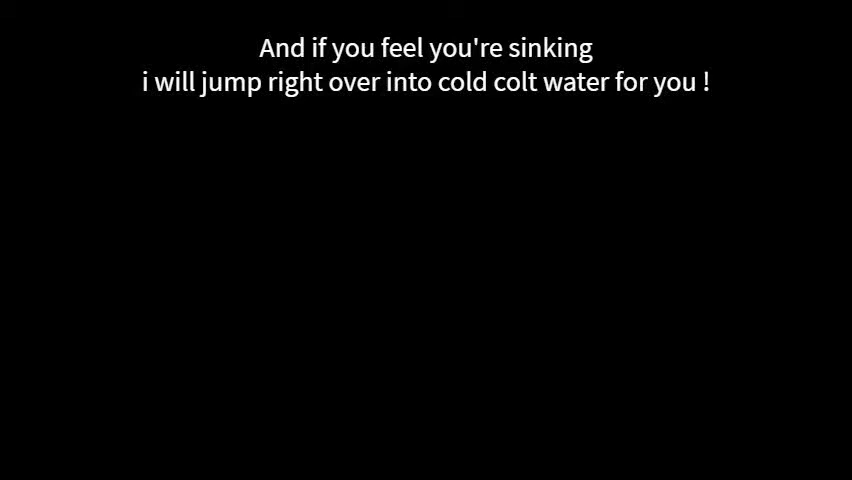 And if you feel you're sinking
i will jump right over into cold colt water for you !